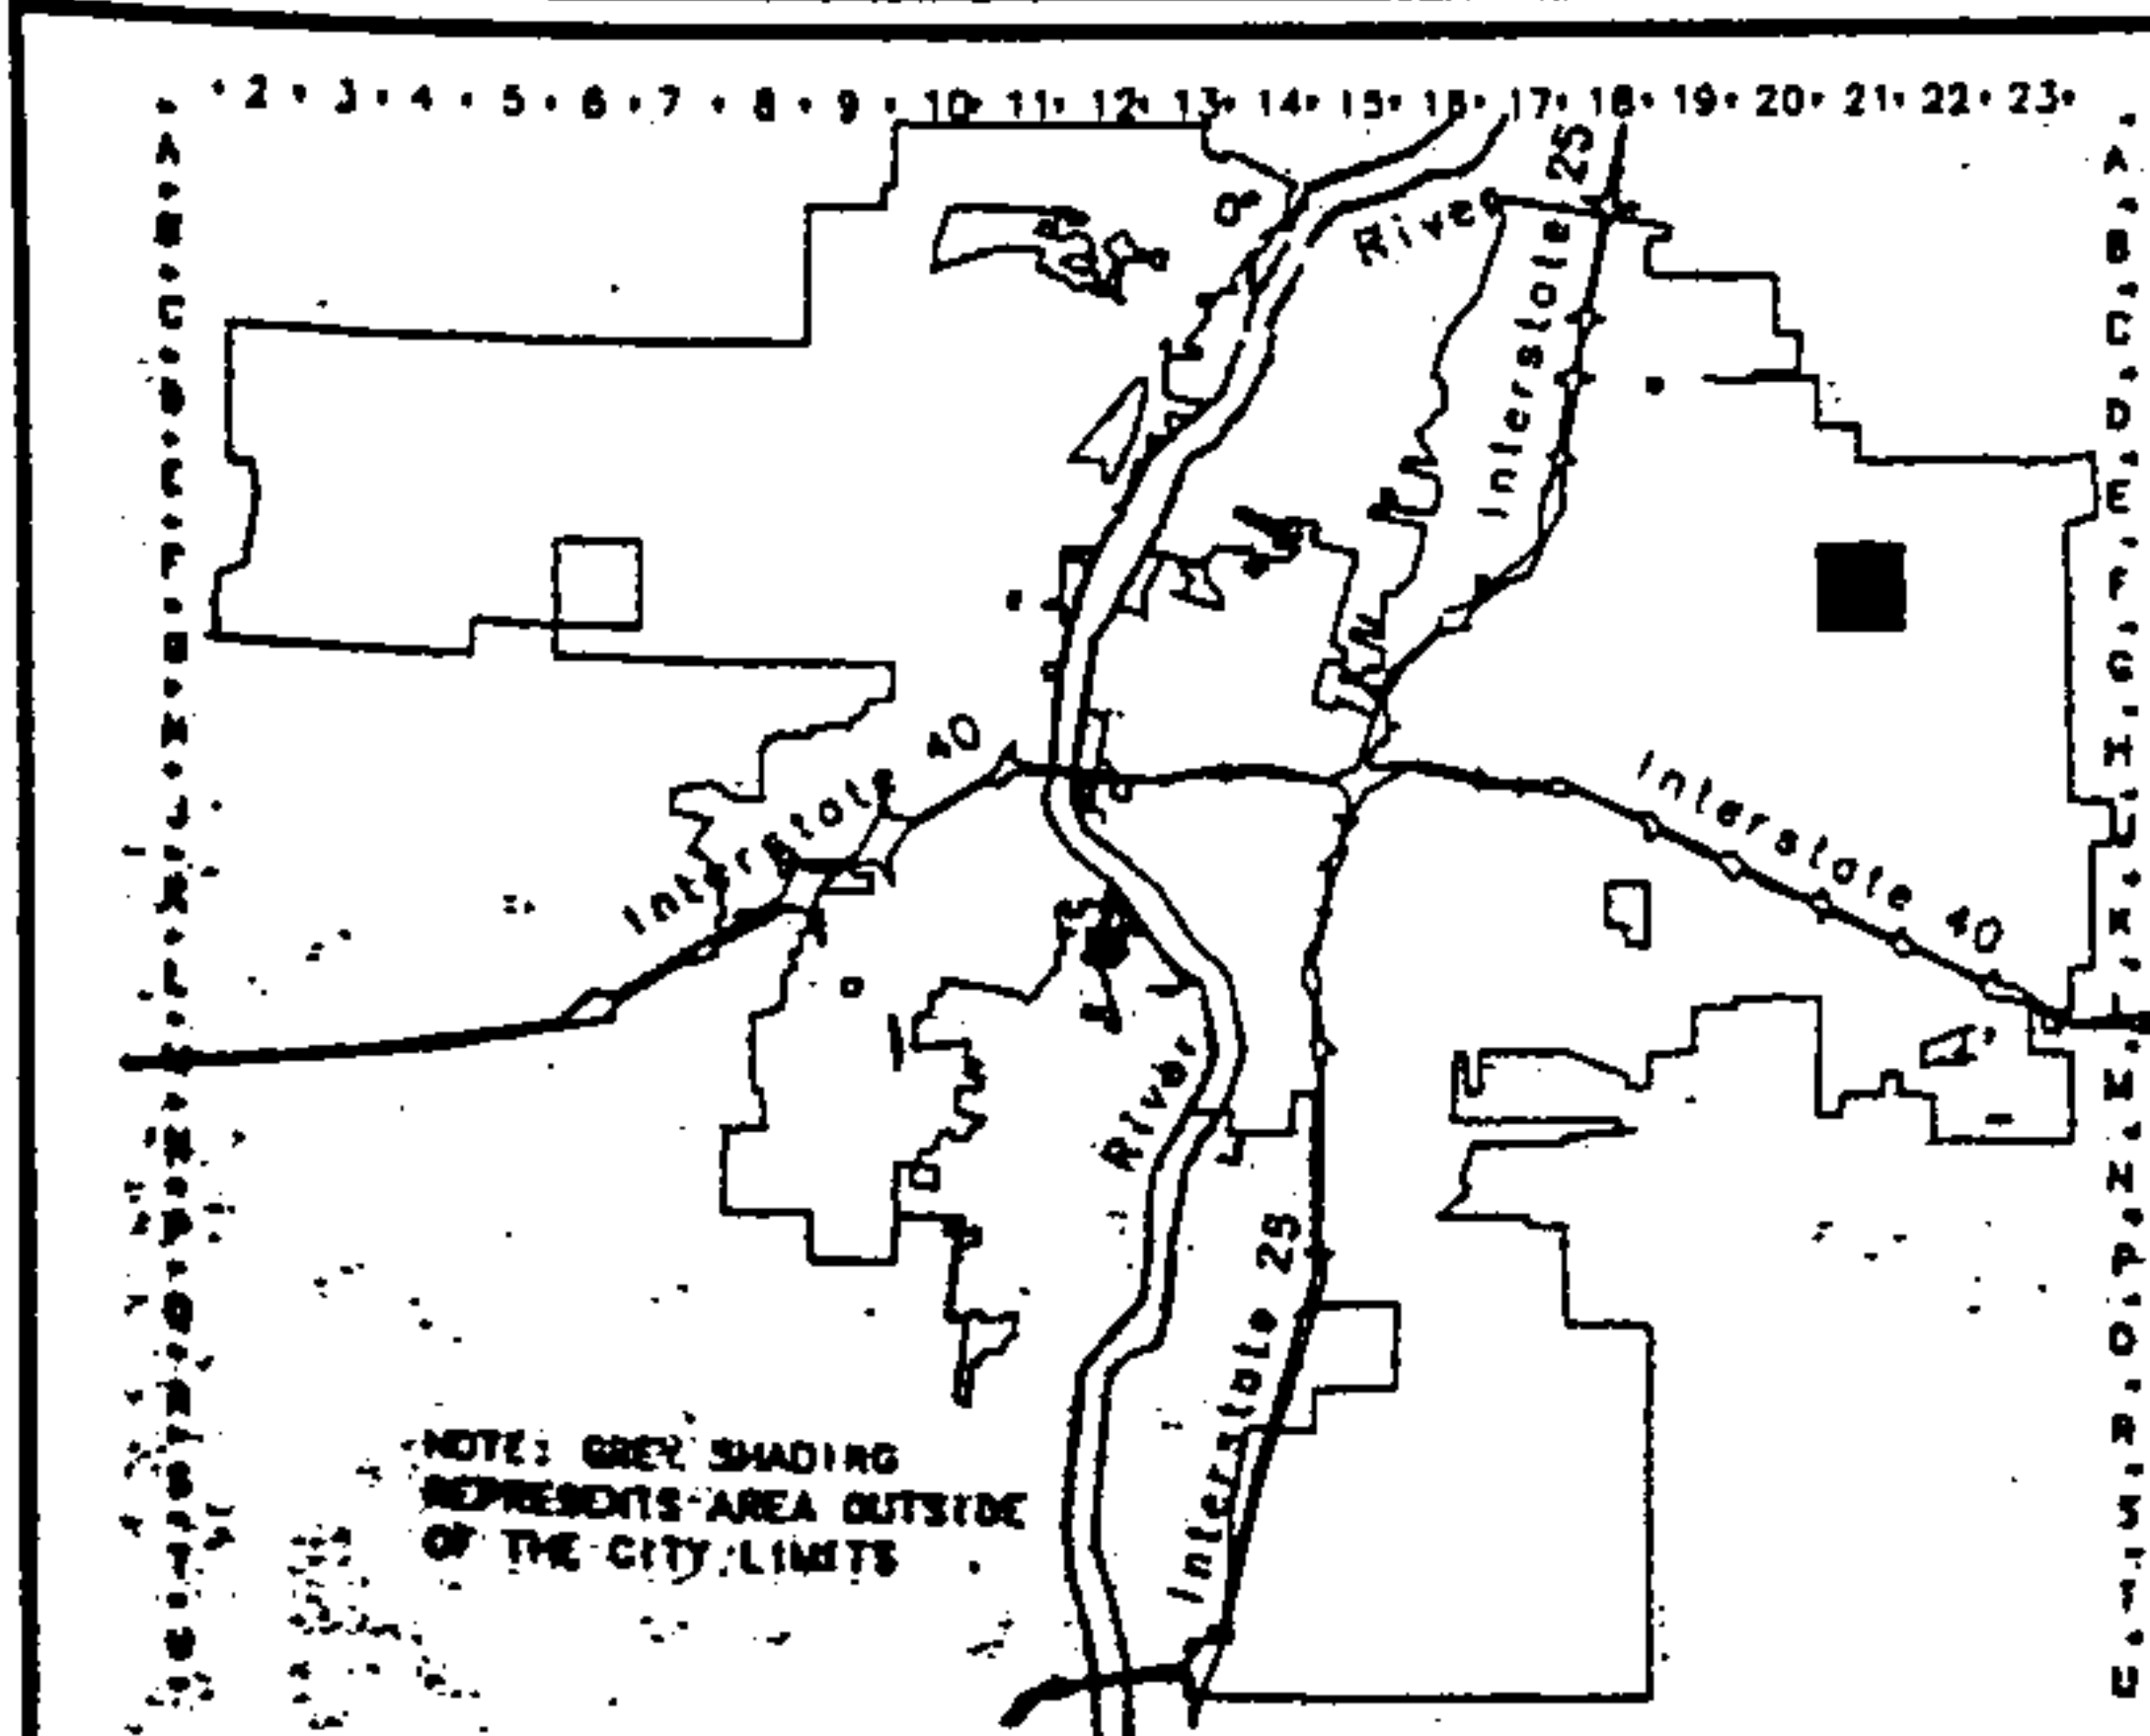 2 3 4 5 6 7 8 9 10 11 12 13 14 15 16 17 18 19 20 21 22 23
A
A
B
C
C
D
E
E
F
F
G
H
J
J
K
L
L
M
N
N
P
P
O
R
S
T
T
U
River
Interstate 25
Interstate 40
Interstate 40
River
Interstate 25
NOTE: GREY SHADING
REPRESENTS AREA OUTSIDE
OF THE CITY LIMITS